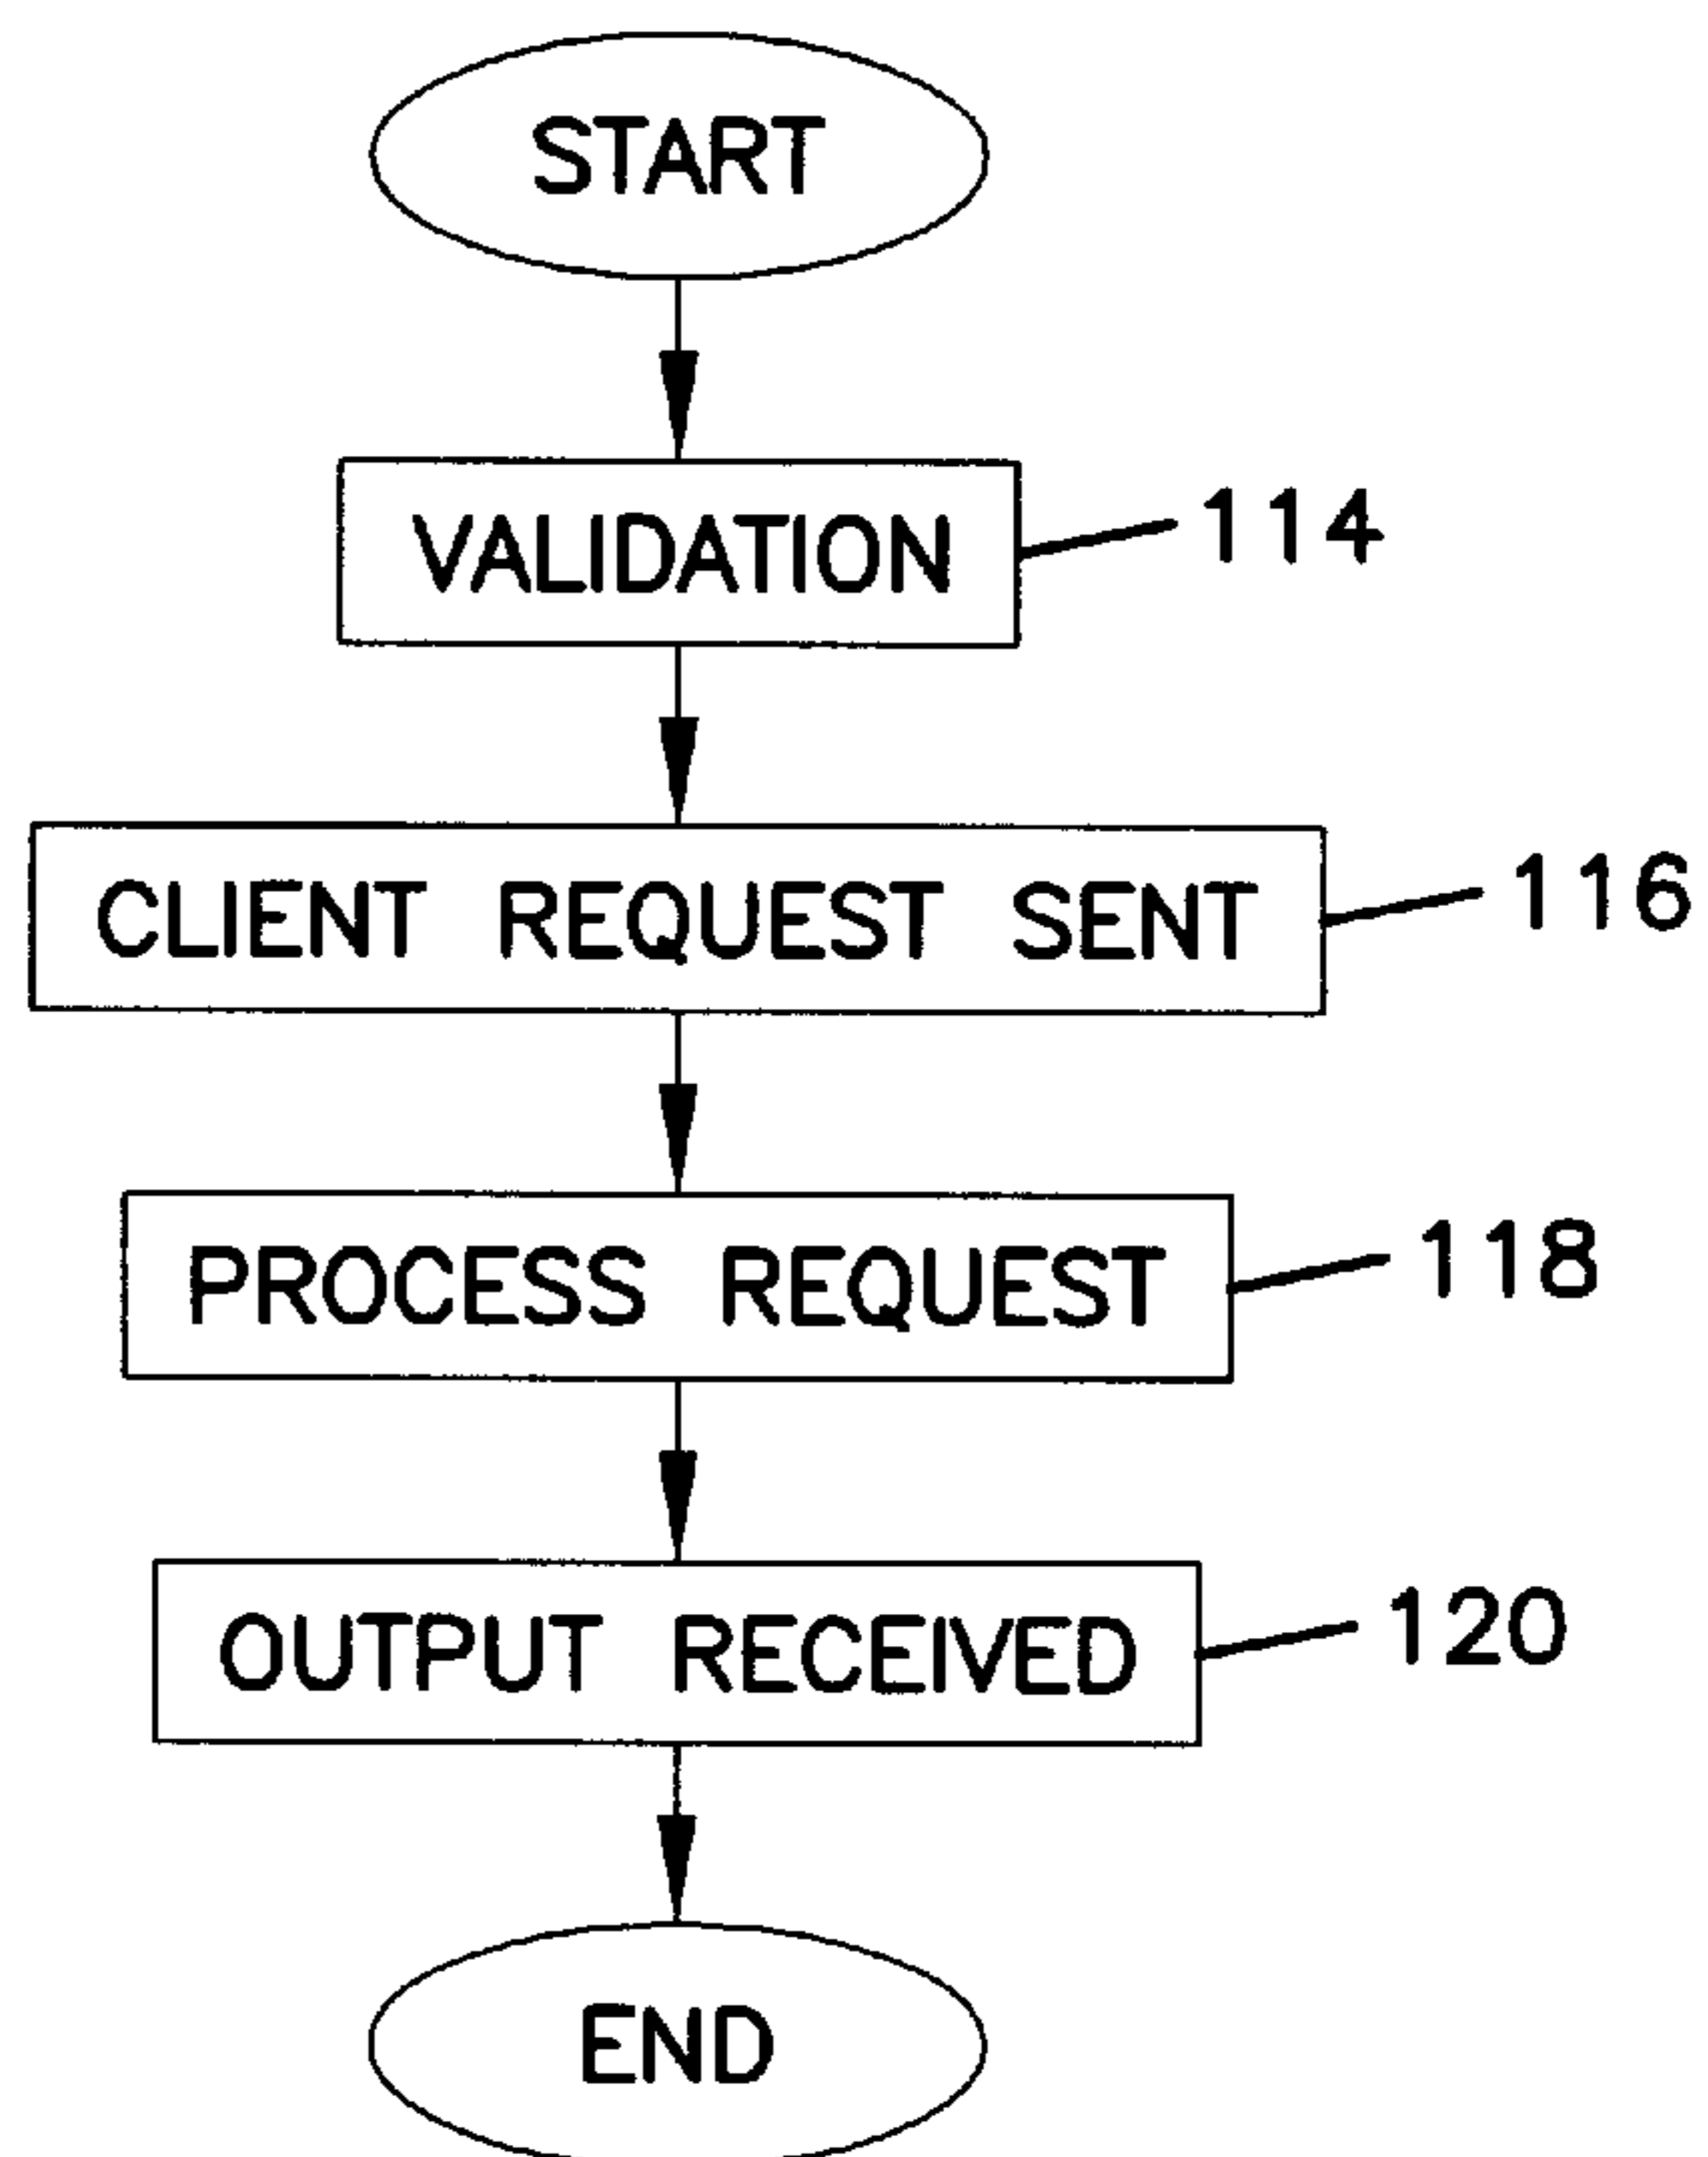 START
VALIDATION 114
CLIENT REQUEST SENT 116
PROCESS REQUEST 118
OUTPUT RECEIVED 120
END